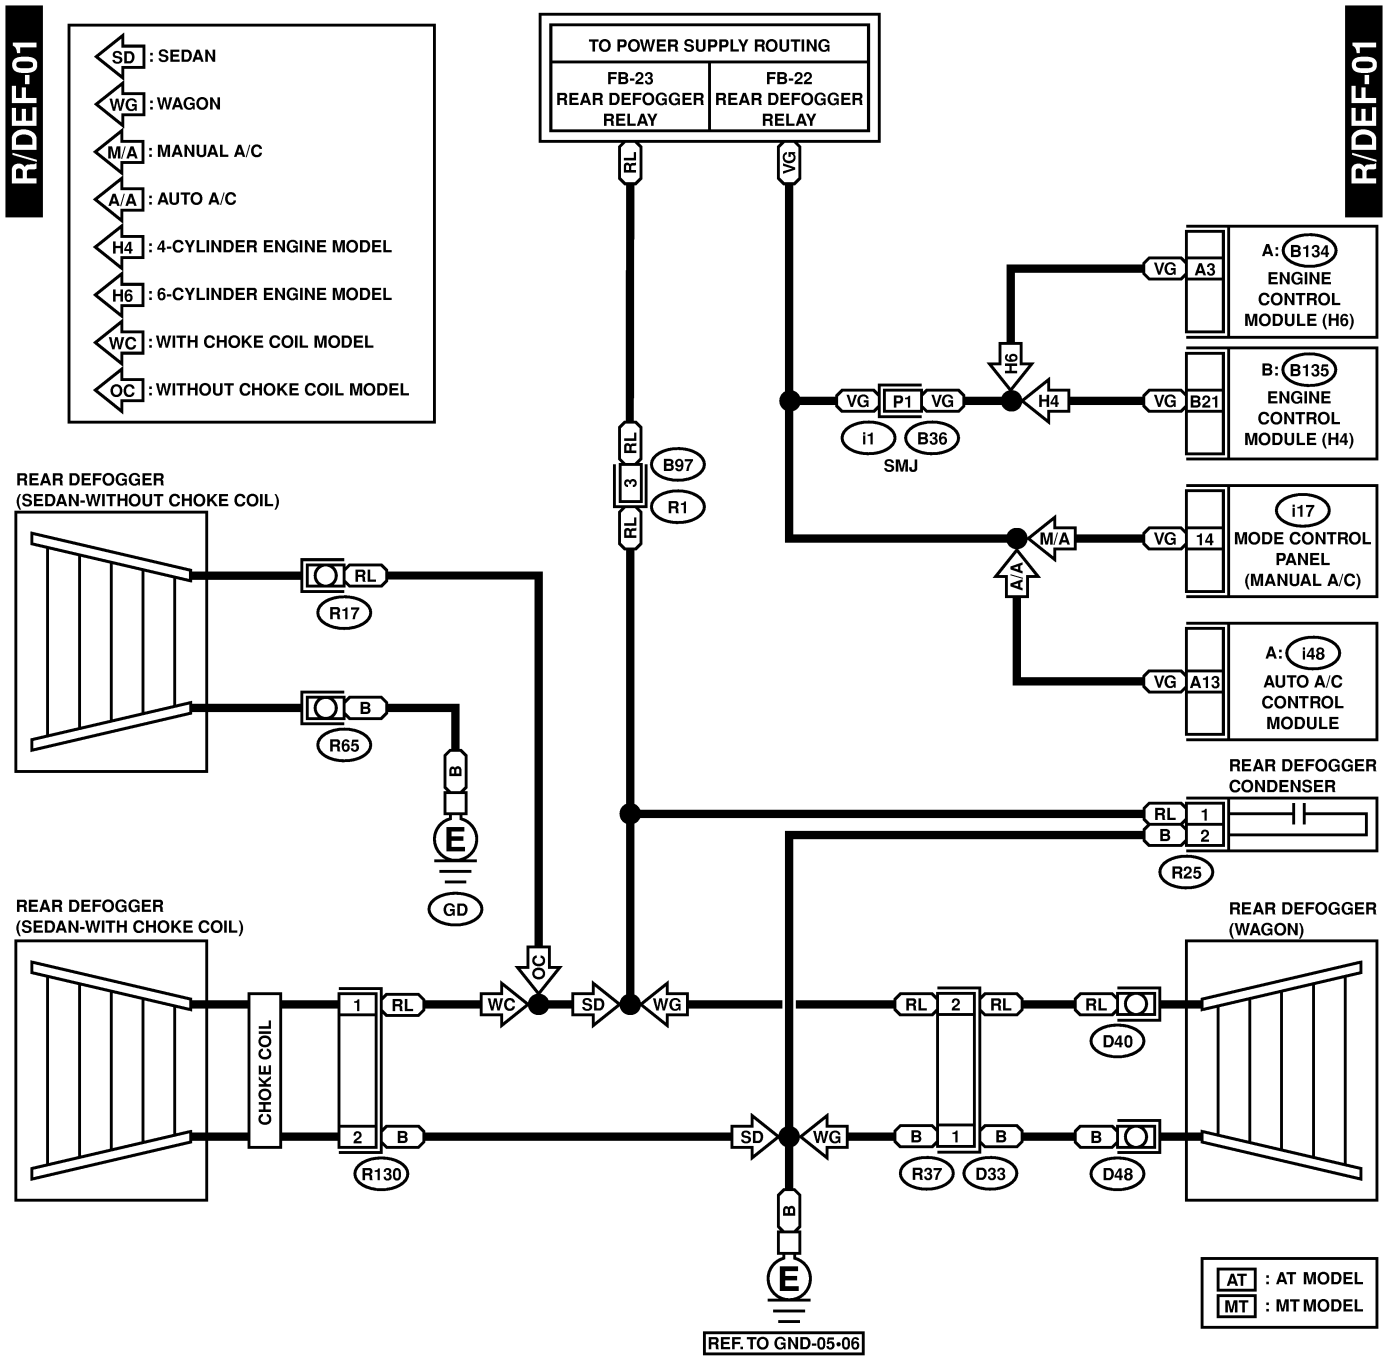 R/DEF-01
R/DEF-01
SD : SEDAN
WG : WAGON
M/A : MANUAL A/C
A/A : AUTO A/C
H4 : 4-CYLINDER ENGINE MODEL
H6 : 6-CYLINDER ENGINE MODEL
WC : WITH CHOKE COIL MODEL
OC : WITHOUT CHOKE COIL MODEL
TO POWER SUPPLY ROUTING
FB-23
REAR DEFOGGER
RELAY
FB-22
REAR DEFOGGER
RELAY
RL
VG
VG
A3
A: B134
ENGINE
CONTROL
MODULE (H6)
H6
VG
P1
VG
H4
VG
B21
B: B135
ENGINE
CONTROL
MODULE (H4)
i1
B36
SMJ
RL
3
RL
B97
R1
M/A
VG
14
i17
MODE CONTROL
PANEL
(MANUAL A/C)
A/A
VG
A13
A: i48
AUTO A/C
CONTROL
MODULE
REAR DEFOGGER
(SEDAN-WITHOUT CHOKE COIL)
RL
R17
B
R65
B
E
GD
REAR DEFOGGER
CONDENSER
RL
1
B
2
R25
REAR DEFOGGER
(SEDAN-WITH CHOKE COIL)
CHOKE COIL
1
RL
WC
OC
SD
WG
RL
2
RL
RL
D40
REAR DEFOGGER
(WAGON)
2
B
R130
SD
WG
B
1
B
B
R37
D33
D48
B
E
REF. TO GND-05•06
AT : AT MODEL
MT : MT MODEL